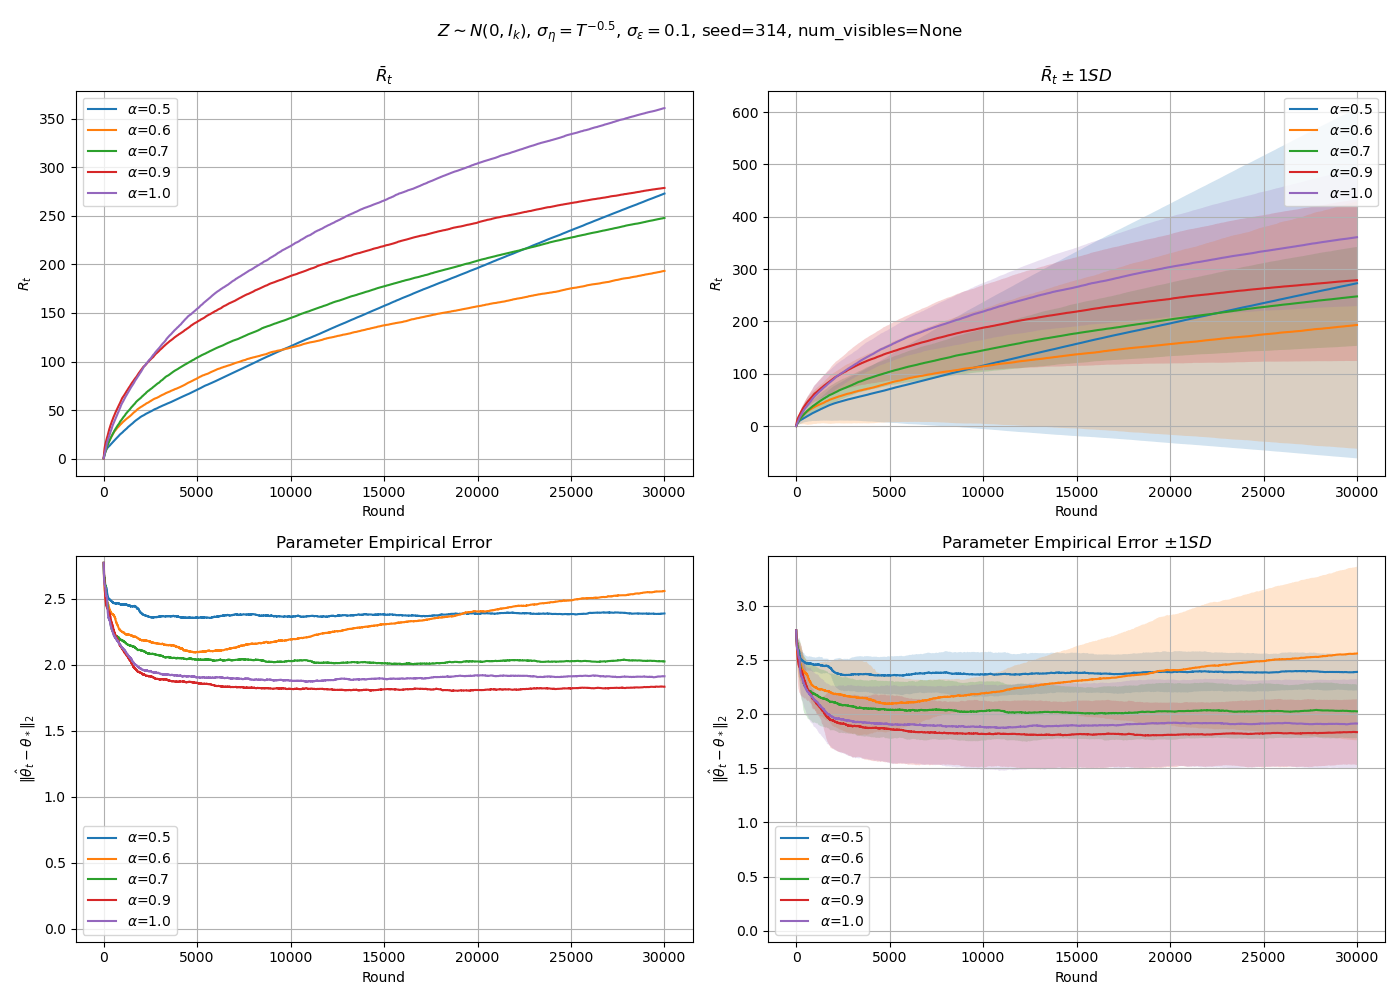 Z ~ N(0, I_k), σ_η = T^{−0.5}, σ_ε = 0.1, seed=314, num_visibles=None
R̄_t
350
300
250
200
150
100
50
0
R_t
0 5000 10000 15000 20000 25000 30000
Round
α=0.5
α=0.6
α=0.7
α=0.9
α=1.0
R̄_t ± 1SD
600
500
400
300
200
100
0
R_t
0 5000 10000 15000 20000 25000 30000
Round
α=0.5
α=0.6
α=0.7
α=0.9
α=1.0
Parameter Empirical Error
2.5
2.0
1.5
1.0
0.5
0.0
‖θ̂_t − θ_*‖_2
0 5000 10000 15000 20000 25000 30000
Round
α=0.5
α=0.6
α=0.7
α=0.9
α=1.0
Parameter Empirical Error ±1SD
3.0
2.5
2.0
1.5
1.0
0.5
0.0
‖θ̂_t − θ_*‖_2
0 5000 10000 15000 20000 25000 30000
Round
α=0.5
α=0.6
α=0.7
α=0.9
α=1.0